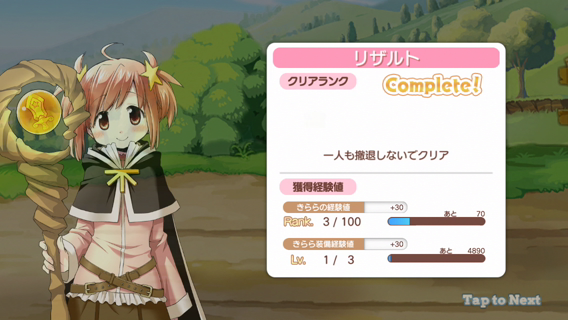 リザルト
クリアランク
Complete!
一人も撤退しないでクリア
獲得経験値
きららの経験値 +30
Rank. 3 / 100 あと 70
きらら装備経験値 +30
Lv. 1 / 3 あと 4890
Tap to Next